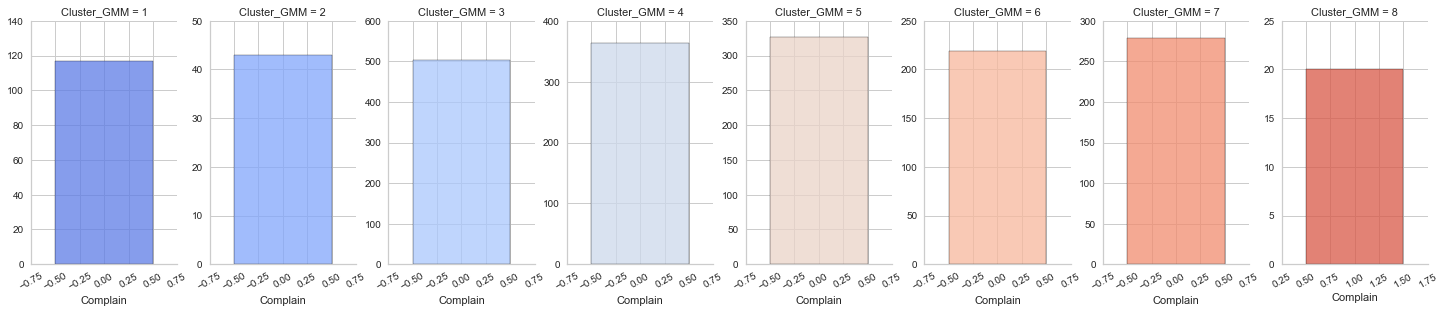 Cluster_GMM = 1
140
120
100
80
60
40
20
0
−0.75 −0.50 −0.25 0.00 0.25 0.50 0.75
Complain
Cluster_GMM = 2
50
40
30
20
10
0
−0.75 −0.50 −0.25 0.00 0.25 0.50 0.75
Complain
Cluster_GMM = 3
600
500
400
300
200
100
0
−0.75 −0.50 −0.25 0.00 0.25 0.50 0.75
Complain
Cluster_GMM = 4
400
300
200
100
0
−0.75 −0.50 −0.25 0.00 0.25 0.50 0.75
Complain
Cluster_GMM = 5
350
300
250
200
150
100
50
0
−0.75 −0.50 −0.25 0.00 0.25 0.50 0.75
Complain
Cluster_GMM = 6
250
200
150
100
50
0
−0.75 −0.50 −0.25 0.00 0.25 0.50 0.75
Complain
Cluster_GMM = 7
300
250
200
150
100
50
0
−0.75 −0.50 −0.25 0.00 0.25 0.50 0.75
Complain
Cluster_GMM = 8
25
20
15
10
5
0
0.25 0.50 0.75 1.00 1.25 1.50 1.75
Complain